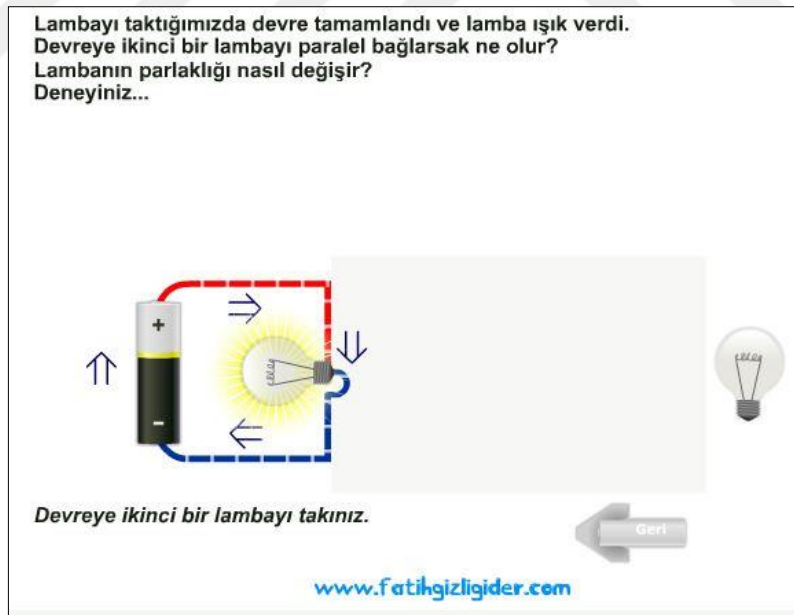 Lambayı taktığımızda devre tamamlandı ve lamba ışık verdi.
Devreye ikinci bir lambayı paralel bağlarsak ne olur?
Lambanın parlaklığı nasıl değişir?
Deneyiniz...
+
-
Devreye ikinci bir lambayı takınız.
Geri
www.fatihgizligider.com